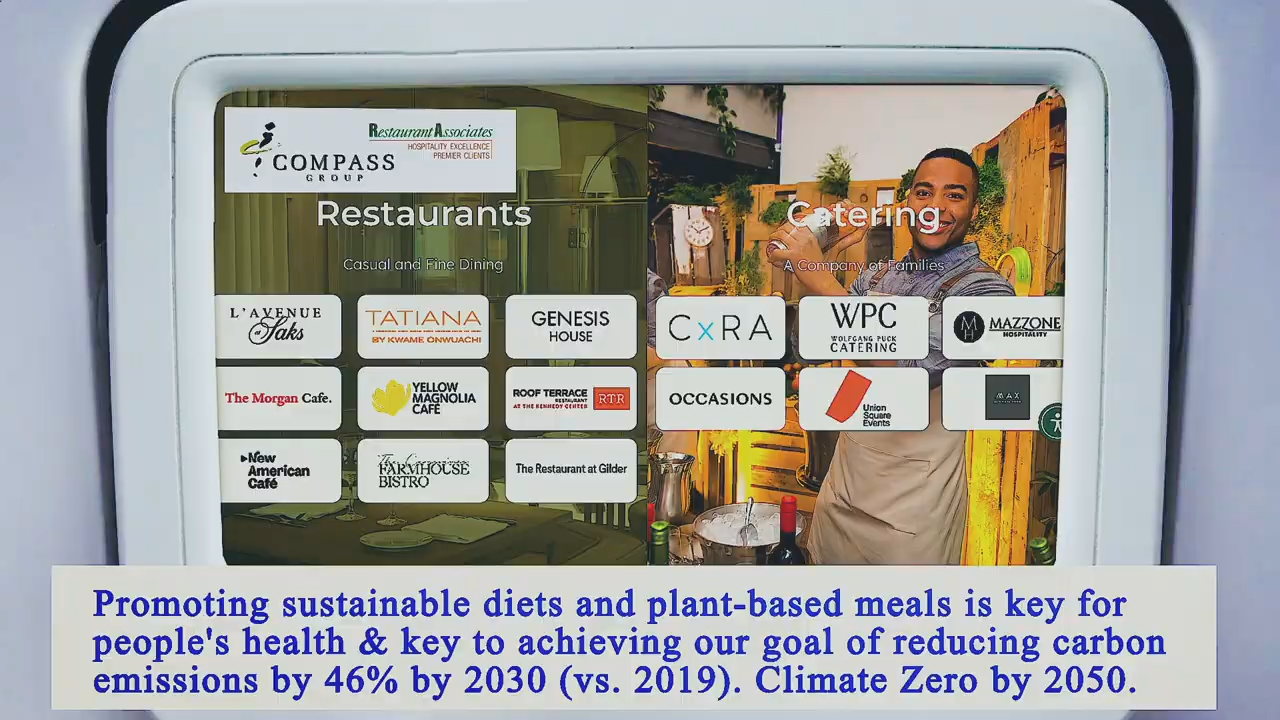 COMPASS
GROUP
Restaurant Associates
HOSPITALITY EXCELLENCE
PREMIER CLIENTS
Restaurants
Casual and Fine Dining
L'AVENUE
Saks
TATIANA
BY KWAME ONWUACHI
GENESIS
HOUSE
The Morgan Cafe.
YELLOW
MAGNOLIA
CAFÉ
ROOF TERRACE
RESTAURANT
AT THE KENNEDY CENTER
RTR
New
American
Café
FARMHOUSE
BISTRO
The Restaurant at Gilder
Catering
A Company of Families
CxRA
WPC
WOLFGANG PUCK
CATERING
MH
MAZZONE
HOSPITALITY
OCCASIONS
Union
Square
Events
MAX
Promoting sustainable diets and plant-based meals is key for
people's health & key to achieving our goal of reducing carbon
emissions by 46% by 2030 (vs. 2019). Climate Zero by 2050.